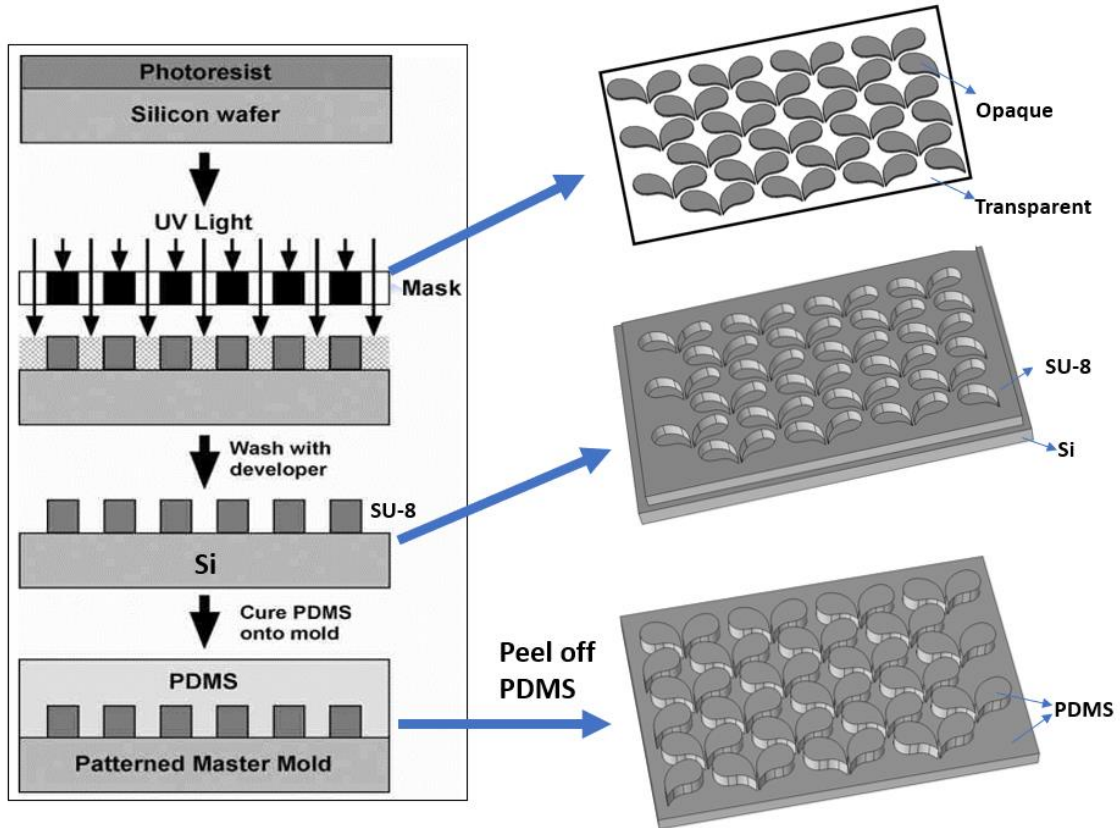 Photoresist
Silicon wafer
UV Light
Mask
Wash with
developer
SU-8
Si
Cure PDMS
onto mold
PDMS
Patterned Master Mold
Peel off
PDMS
Opaque
Transparent
SU-8
Si
PDMS